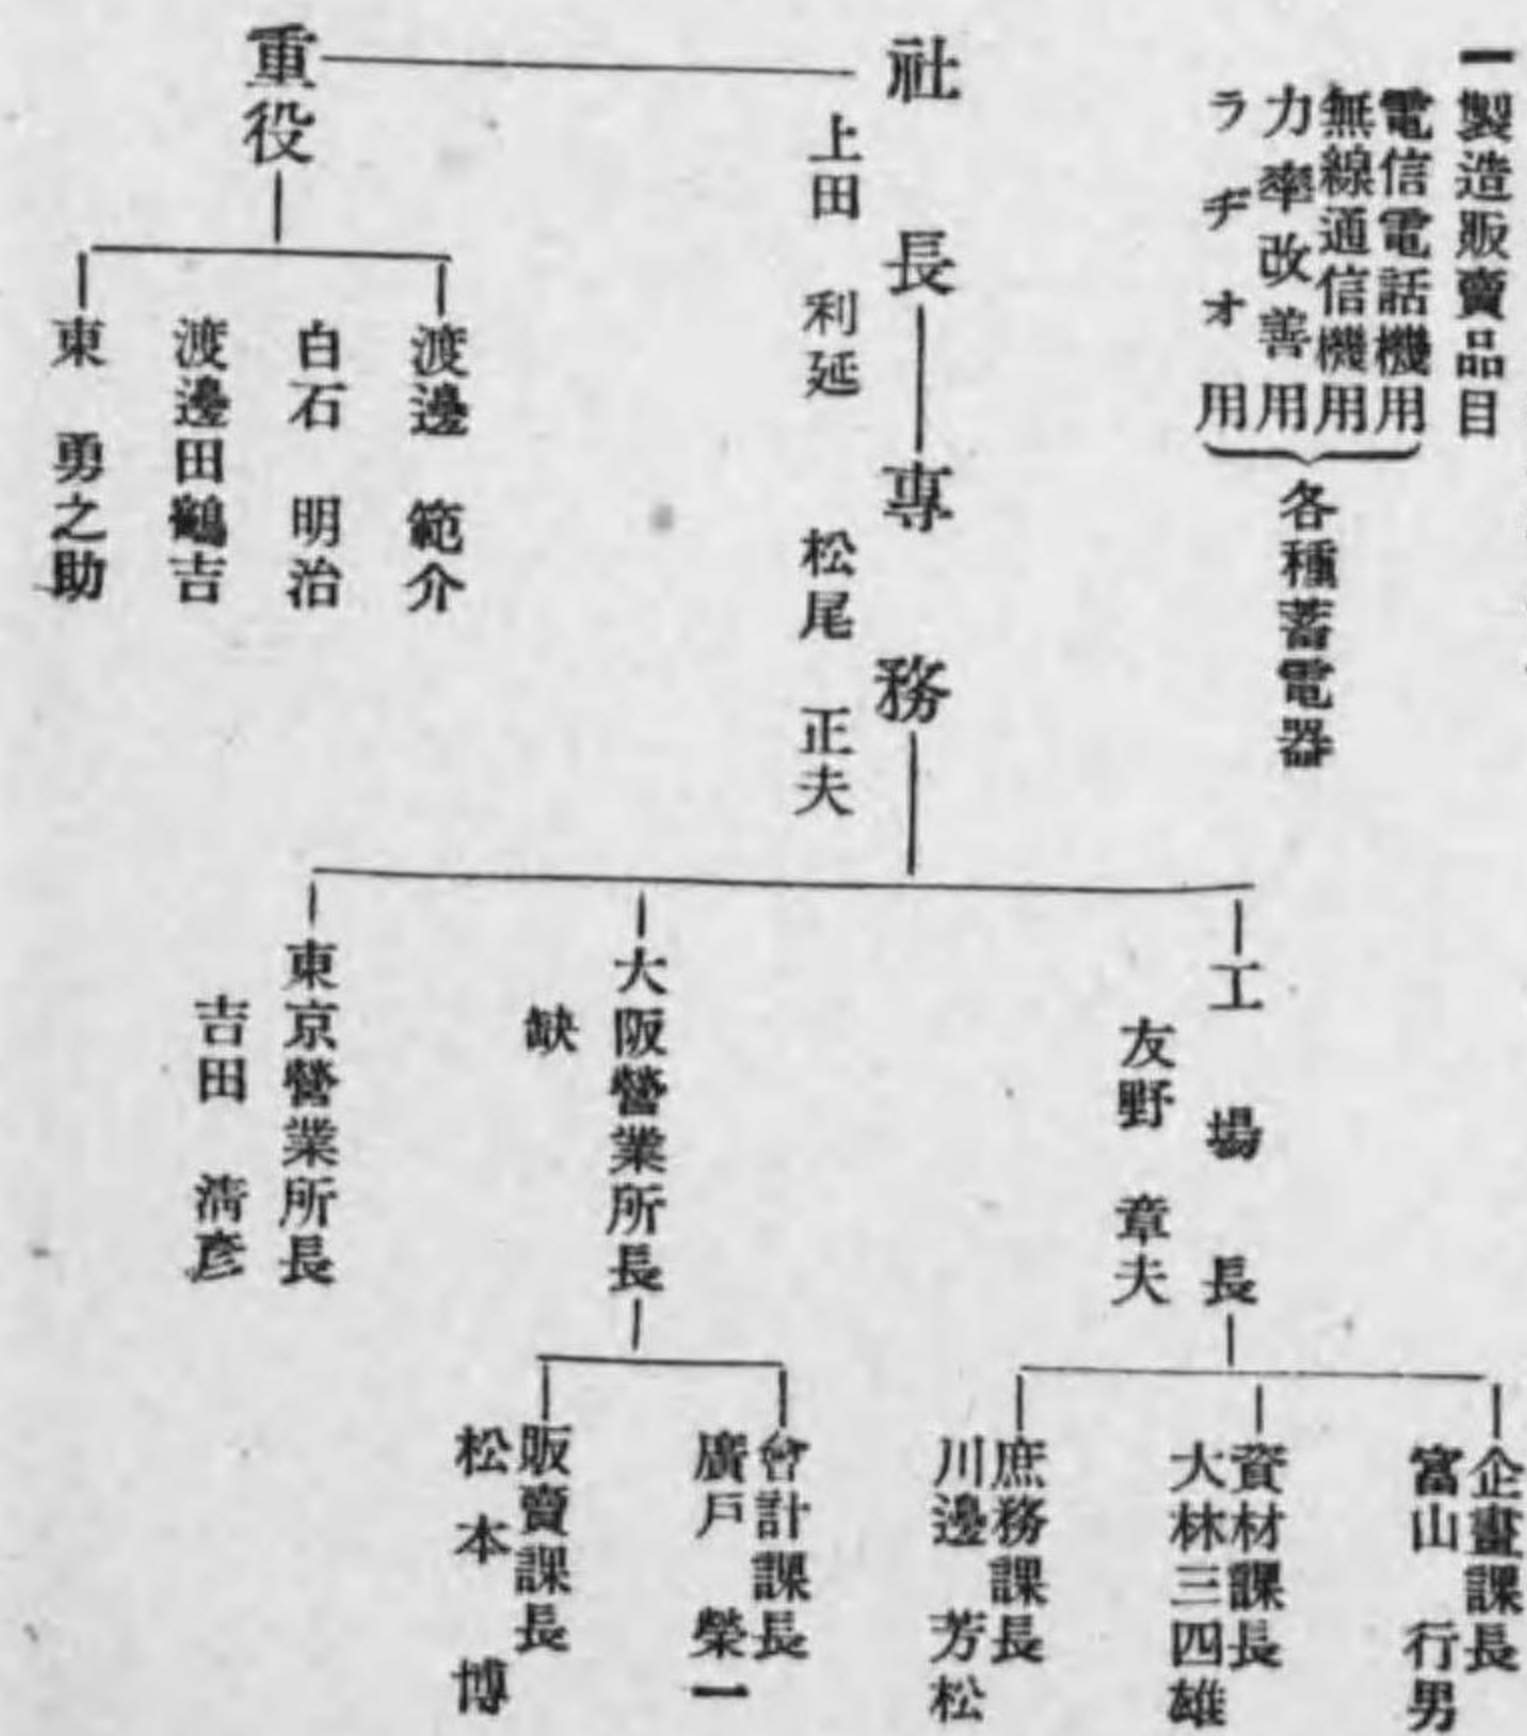 一 製造販賣品目
電信電話機用
無線通信機用
力率改善用
ラヂオ用
各種蓄電器
社長
上田 利延
專務
松尾 正夫
重役
渡邊 範介
白石 明治
渡邊田鶴吉
東 勇之助
工場長
友野 章夫
企畫課長
富山 行男
資材課長
大林三四雄
庶務課長
川邊 芳松
大阪營業所長
缺
會計課長
廣戶 榮一
販賣課長
松本 博
東京營業所長
吉田 淸彥